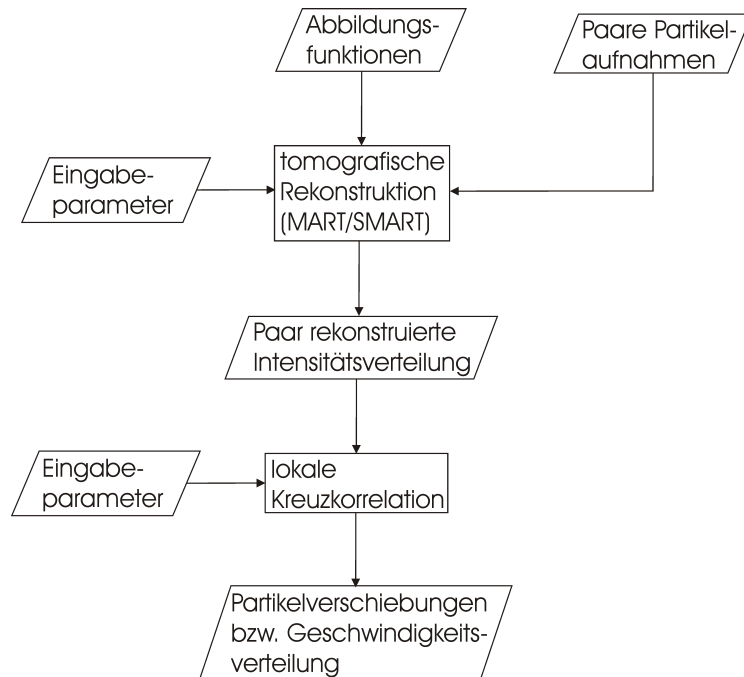 Abbildungs-
funktionen
Paare Partikel-
aufnahmen
tomografische
Rekonstruktion
(MART/SMART)
Eingabe-
parameter
Paar rekonstruierte
Intensitätsverteilung
Eingabe-
parameter
lokale
Kreuzkorrelation
Partikelverschiebungen
bzw. Geschwindigkeits-
verteilung